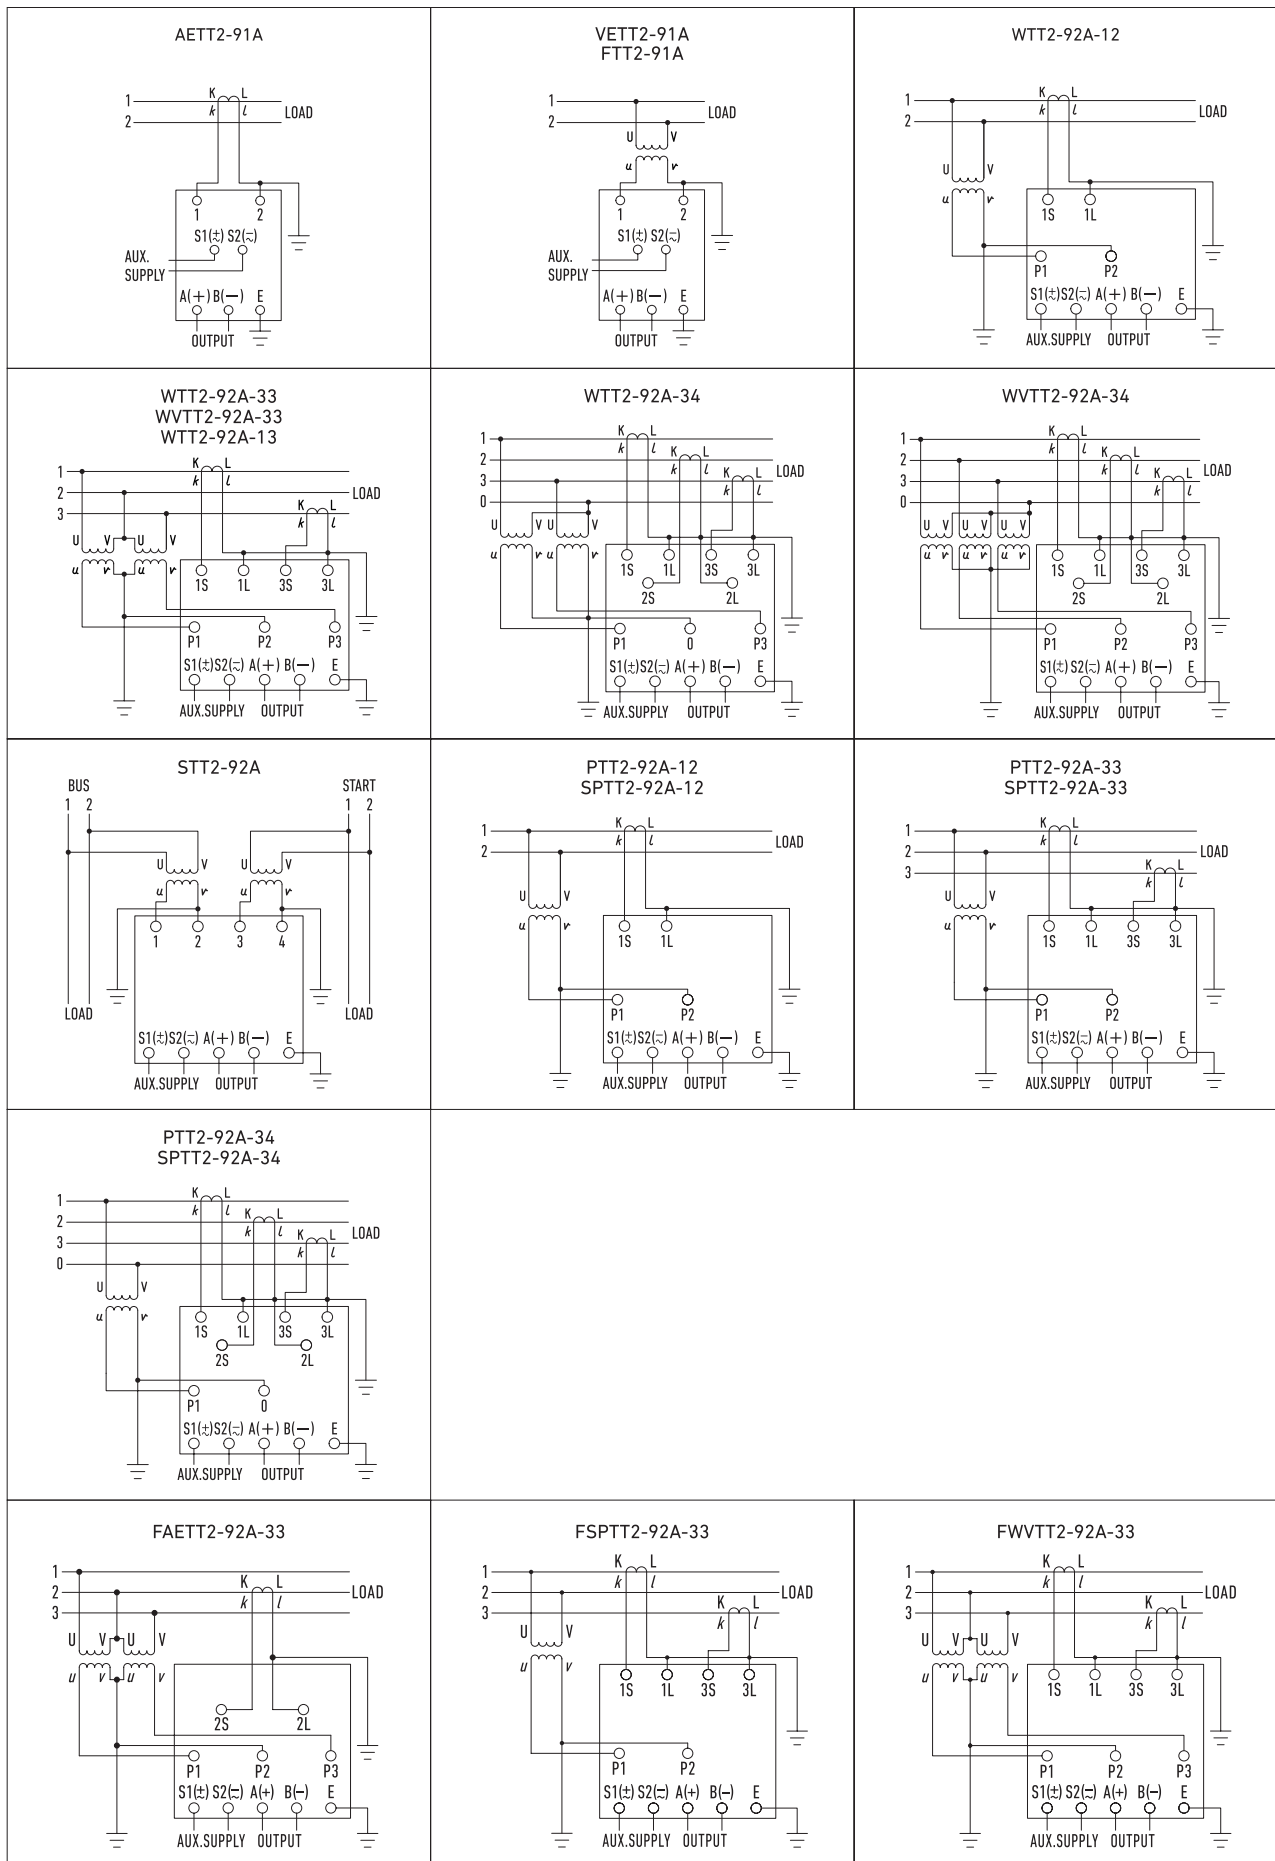 AETT2-91A
K L
1
k l
LOAD
2
1 2
S1(±) S2(≂)
AUX.
SUPPLY
A(+) B(—) E
OUTPUT
VETT2-91A
FTT2-91A
1
LOAD
2
U V
u v
1 2
S1(±) S2(≂)
AUX.
SUPPLY
A(+) B(—) E
OUTPUT
WTT2-92A-12
K L
1
k l
LOAD
2
U V
u v
1S 1L
P1 P2
S1(±) S2(≂) A(+) B(—) E
AUX.SUPPLY OUTPUT
WTT2-92A-33
WVTT2-92A-33
WTT2-92A-13
K L
1
k l
2 LOAD
3 K L
k l
U V U V
u v u v
1S 1L 3S 3L
P1 P2 P3
S1(±) S2(≂) A(+) B(—) E
AUX.SUPPLY OUTPUT
WTT2-92A-34
K L
1
k l K L
2
k l K L LOAD
3
k l
0
U V U V
u v u v
1S 1L 3S 3L
2S 2L
P1 0 P3
S1(±) S2(≂) A(+) B(—) E
AUX.SUPPLY OUTPUT
WVTT2-92A-34
K L
1
k l K L
2
k l K L LOAD
3
k l
0
U V U V U V
u v u v u v
1S 1L 3S 3L
2S 2L
P1 P2 P3
S1(±) S2(≂) A(+) B(—) E
AUX.SUPPLY OUTPUT
STT2-92A
BUS START
1 2 1 2
U V U V
u v u v
1 2 3 4
LOAD LOAD
S1(±) S2(≂) A(+) B(—) E
AUX.SUPPLY OUTPUT
PTT2-92A-12
SPTT2-92A-12
K L
1
k l LOAD
2
U V
u v
1S 1L
P1 P2
S1(±) S2(≂) A(+) B(—) E
AUX.SUPPLY OUTPUT
PTT2-92A-33
SPTT2-92A-33
K L
1
k l
2 LOAD
3 K L
k l
U V
u v
1S 1L 3S 3L
P1 P2
S1(±) S2(≂) A(+) B(—) E
AUX.SUPPLY OUTPUT
PTT2-92A-34
SPTT2-92A-34
K L
1
k l K L
2
k l K L LOAD
3
k l
0
U V
u v
1S 1L 3S 3L
2S 2L
P1 0
S1(±) S2(≂) A(+) B(—) E
AUX.SUPPLY OUTPUT
FAETT2-92A-33
1
K L
2 LOAD
k l
3
U V U V
u v u v
2S 2L
P1 P2 P3
S1(±) S2(≂) A(+) B(-) E
AUX.SUPPLY OUTPUT
FSPTT2-92A-33
K L
1
k l
2 LOAD
3 K L
k l
U V
u v
1S 1L 3S 3L
P1 P2
S1(±) S2(≂) A(+) B(-) E
AUX.SUPPLY OUTPUT
FWVTT2-92A-33
K L
1
k l
2 LOAD
3 K L
k l
U V U V
u v u v
1S 1L 3S 3L
P1 P2 P3
S1(±) S2(≂) A(+) B(-) E
AUX.SUPPLY OUTPUT